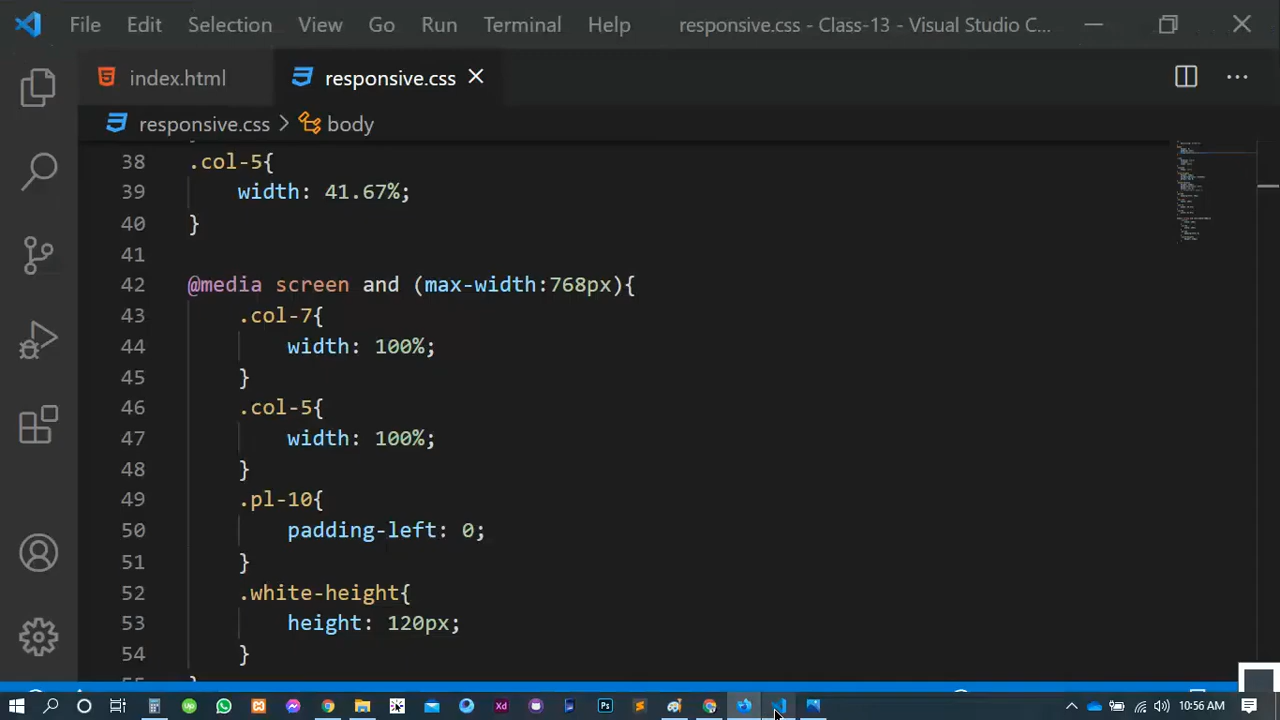 File Edit Selection View Go Run Terminal Help responsive.css - Class-13 - Visual Studio C...
index.html responsive.css
responsive.css > body
38 .col-5{
39 width: 41.67%;
40 }
41
42 @media screen and (max-width:768px){
43 .col-7{
44 width: 100%;
45 }
46 .col-5{
47 width: 100%;
48 }
49 .pl-10{
50 padding-left: 0;
51 }
52 .white-height{
53 height: 120px;
54 }
Xd Ps 10:56 AM